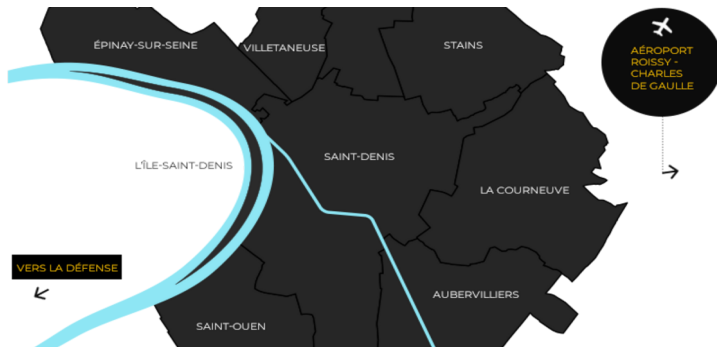 ÉPINAY-SUR-SEINE
VILLETANEUSE
STAINS
AÉROPORT
ROISSY -
CHARLES
DE GAULLE
L'ÎLE-SAINT-DENIS
SAINT-DENIS
LA COURNEUVE
VERS LA DÉFENSE
AUBERVILLIERS
SAINT-OUEN